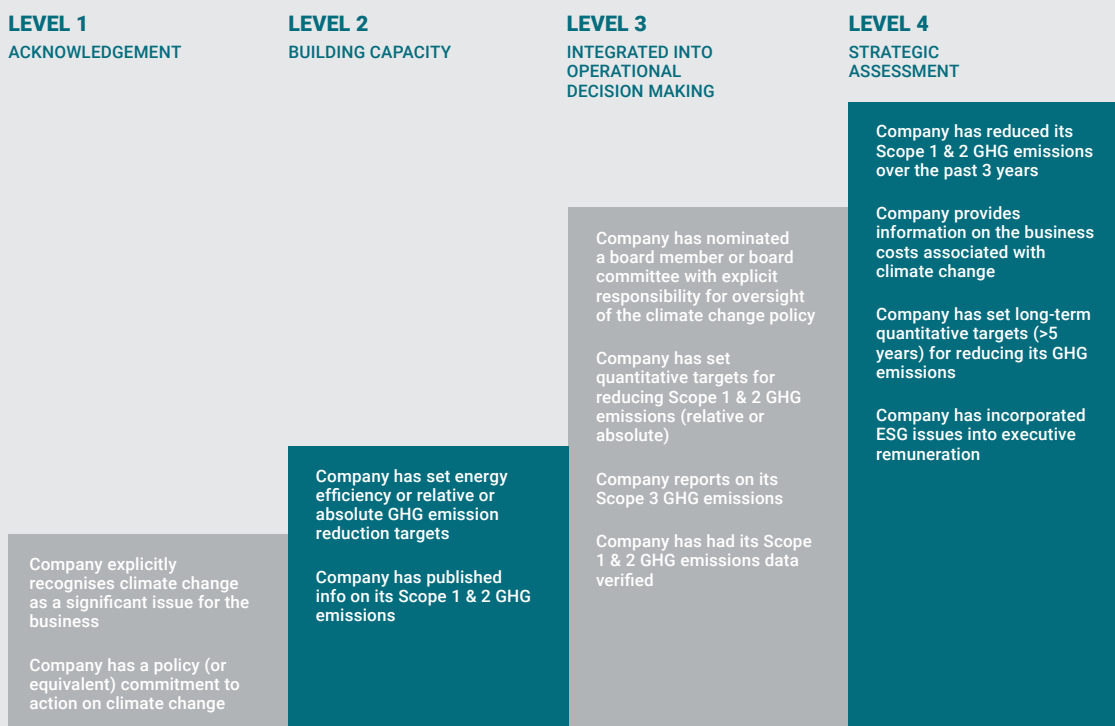 LEVEL 1
ACKNOWLEDGEMENT
Company explicitly
recognises climate change
as a significant issue for the
business
Company has a policy (or
equivalent) commitment to
action on climate change
LEVEL 2
BUILDING CAPACITY
Company has set energy
efficiency or relative or
absolute GHG emission
reduction targets
Company has published
info on its Scope 1 & 2 GHG
emissions
LEVEL 3
INTEGRATED INTO
OPERATIONAL
DECISION MAKING
Company has nominated
a board member or board
committee with explicit
responsibility for oversight
of the climate change policy
Company has set
quantitative targets for
reducing Scope 1 & 2 GHG
emissions (relative or
absolute)
Company reports on its
Scope 3 GHG emissions
Company has had its Scope
1 & 2 GHG emissions data
verified
LEVEL 4
STRATEGIC
ASSESSMENT
Company has reduced its
Scope 1 & 2 GHG emissions
over the past 3 years
Company provides
information on the business
costs associated with
climate change
Company has set long-term
quantitative targets (>5
years) for reducing its GHG
emissions
Company has incorporated
ESG issues into executive
remuneration